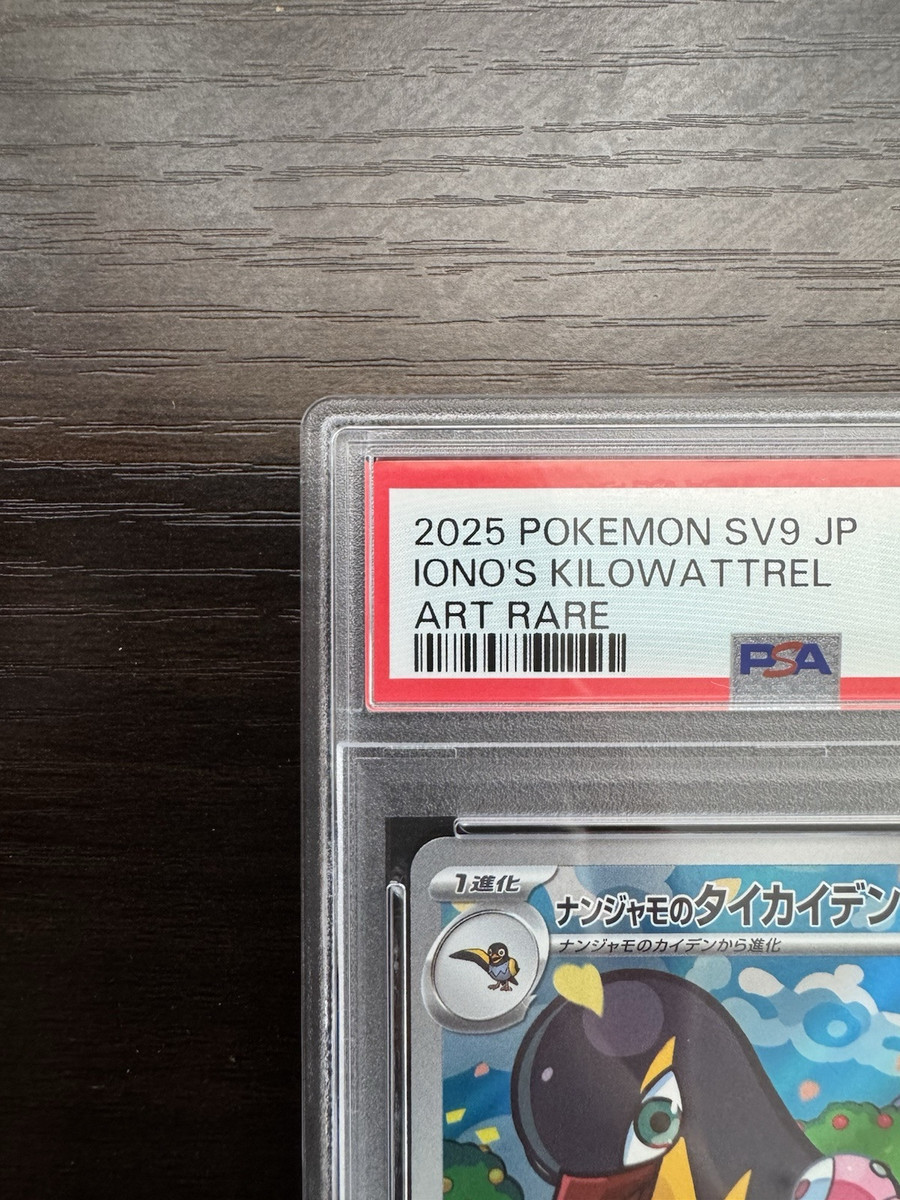 2025 POKEMON SV9 JP
IONO'S KILOWATTREL
ART RARE
PSA
1進化
ナンジャモのタイカイデン
ナンジャモのカイデンから進化